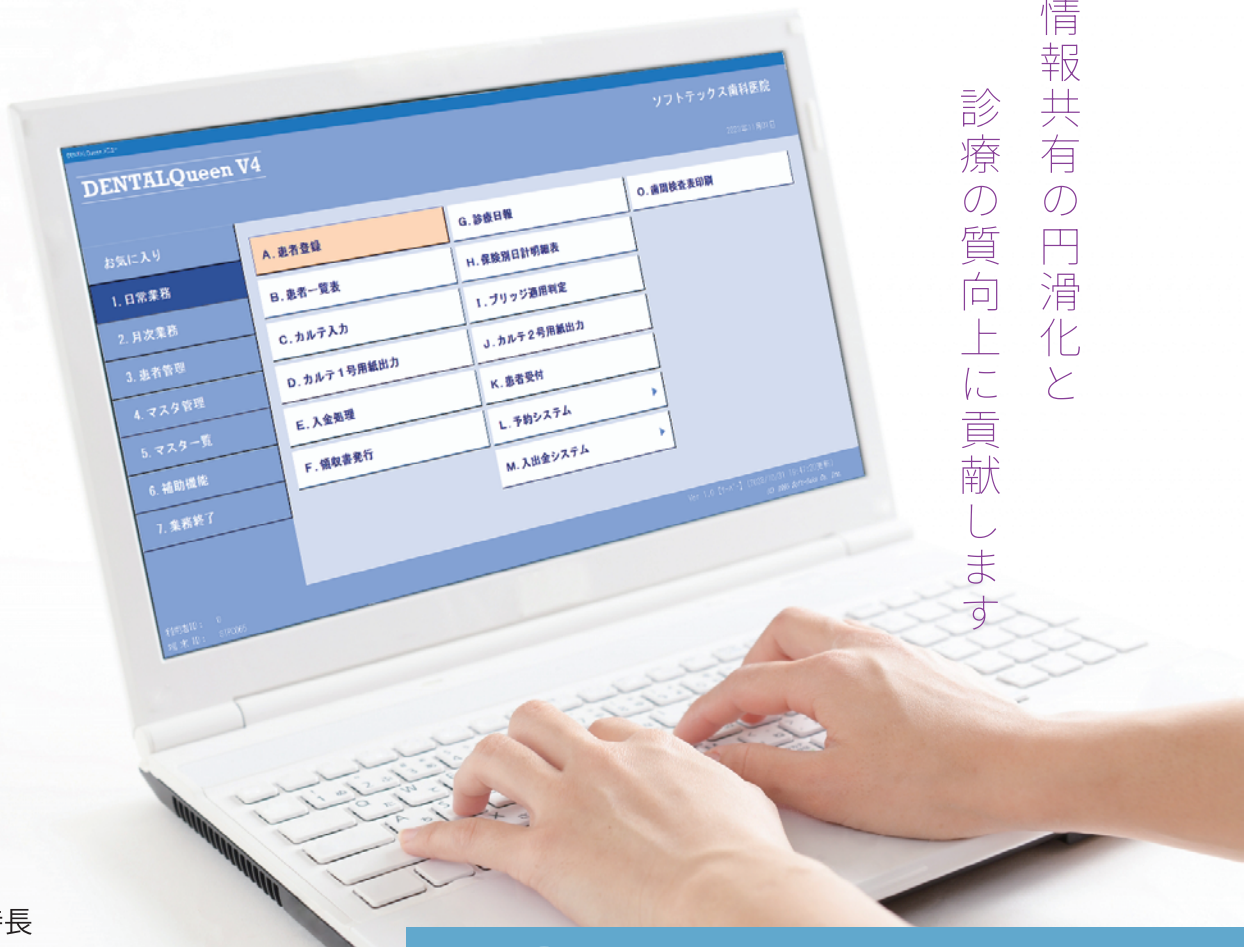 情報共有の円滑化と
診療の質向上に貢献します
ソフトテックス歯科医院
DENTALQueen V4
お気に入り
1. 日常業務
2. 月次業務
3. 患者管理
4. マスタ管理
5. マスター覧
6. 補助機能
7. 業務終了
A. 患者登録
B. 患者一覧表
C. カルテ入力
D. カルテ1号用紙出力
E. 入金処理
F. 領収書発行
G. 診療日報
H. 保険別日計明細表
I. ブリッジ適用判定
J. カルテ2号用紙出力
K. 患者受付
L. 予約システム
M. 入出金システム
O. 歯周検査表印刷